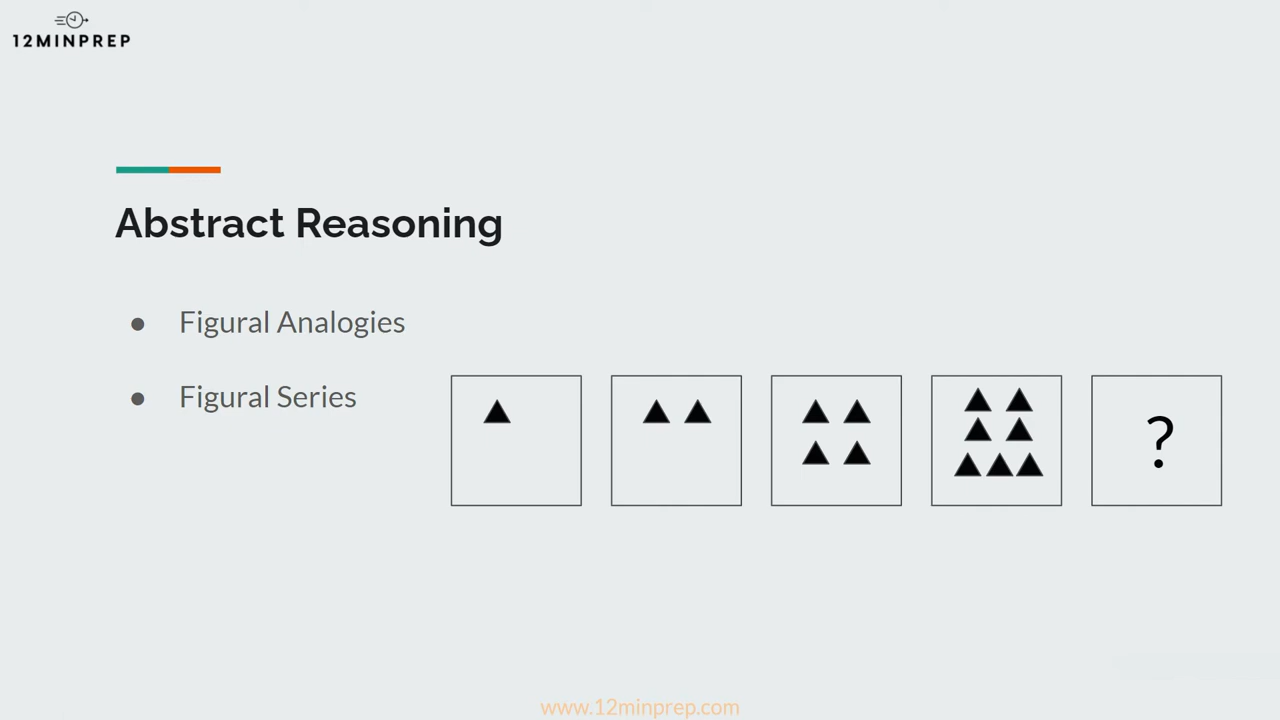 12MINPREP
Abstract Reasoning
● Figural Analogies
● Figural Series
?
www.12minprep.com